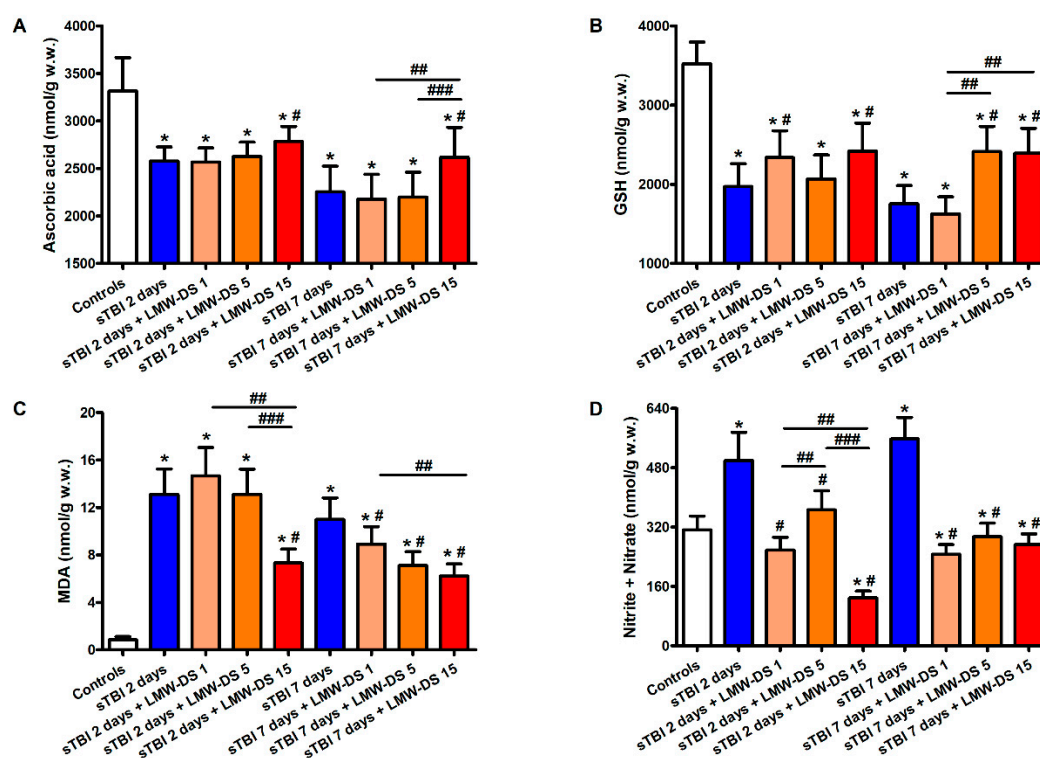 A
Ascorbic acid (nmol/g w.w.)
4000
3500
3000
2500
2000
1500
* * * * # * * * * #
##
###
Controls
sTBI 2 days
sTBI 2 days + LMW-DS 1
sTBI 2 days + LMW-DS 5
sTBI 2 days + LMW-DS 15
sTBI 7 days
sTBI 7 days + LMW-DS 1
sTBI 7 days + LMW-DS 5
sTBI 7 days + LMW-DS 15
B
GSH (nmol/g w.w.)
4000
3000
2000
1000
* * # * * # * * * # * #
##
##
Controls
sTBI 2 days
sTBI 2 days + LMW-DS 1
sTBI 2 days + LMW-DS 5
sTBI 2 days + LMW-DS 15
sTBI 7 days
sTBI 7 days + LMW-DS 1
sTBI 7 days + LMW-DS 5
sTBI 7 days + LMW-DS 15
C
MDA (nmol/g w.w.)
20
16
12
8
4
0
* * * * # * * # * # * #
##
###
##
Controls
sTBI 2 days
sTBI 2 days + LMW-DS 1
sTBI 2 days + LMW-DS 5
sTBI 2 days + LMW-DS 15
sTBI 7 days
sTBI 7 days + LMW-DS 1
sTBI 7 days + LMW-DS 5
sTBI 7 days + LMW-DS 15
D
Nitrite + Nitrate (nmol/g w.w.)
640
480
320
160
0
* # # * # * * # * # * #
##
###
##
Controls
sTBI 2 days
sTBI 2 days + LMW-DS 1
sTBI 2 days + LMW-DS 5
sTBI 2 days + LMW-DS 15
sTBI 7 days
sTBI 7 days + LMW-DS 1
sTBI 7 days + LMW-DS 5
sTBI 7 days + LMW-DS 15